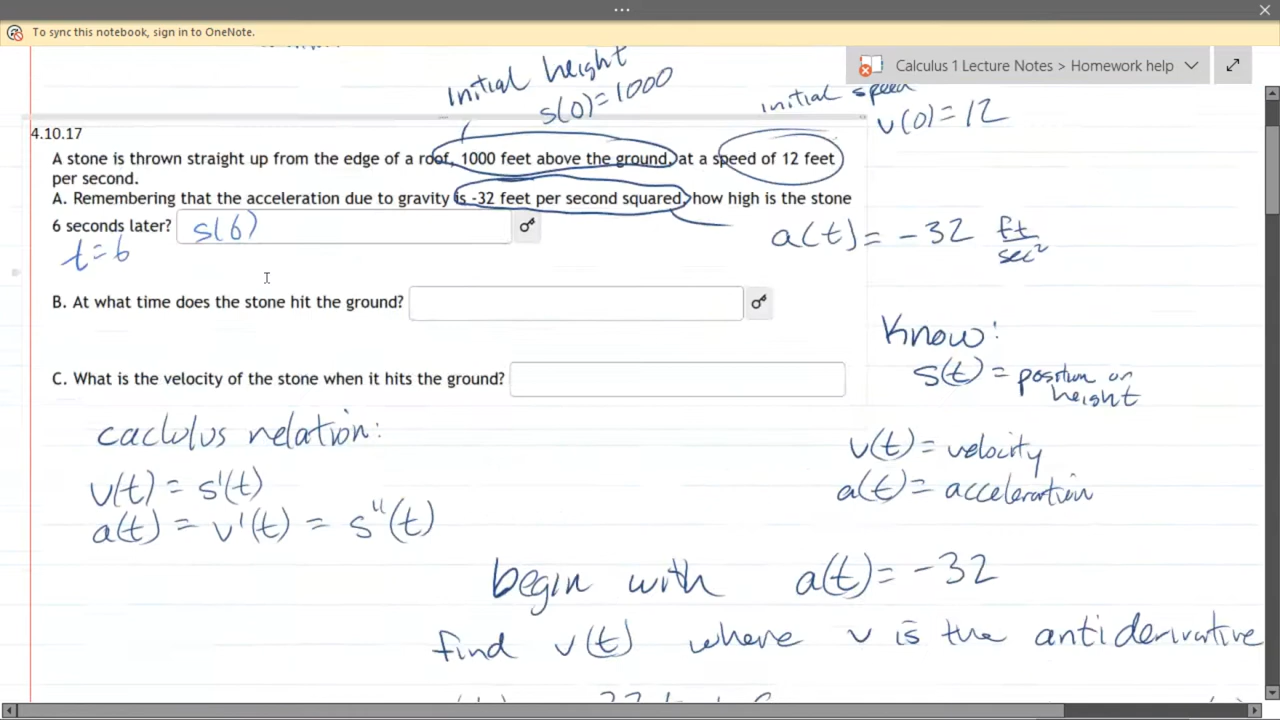 To sync this notebook, sign in to OneNote.
Calculus 1 Lecture Notes > Homework help
Initial height
s(0)=1000
initial speed
v(0)=12
4.10.17
A stone is thrown straight up from the edge of a roof, 1000 feet above the ground, at a speed of 12 feet
per second.
A. Remembering that the acceleration due to gravity is -32 feet per second squared, how high is the stone
6 seconds later? s(6)
t=6
a(t) = -32 ft/sec²
B. At what time does the stone hit the ground?
Know:
s(t) = position or
height
C. What is the velocity of the stone when it hits the ground?
caclulus relation:
v(t) = velocity
v(t) = s'(t)
a(t) = acceleration
a(t) = v'(t) = s''(t)
begin with a(t) = -32
find v(t) where v is the antiderivative